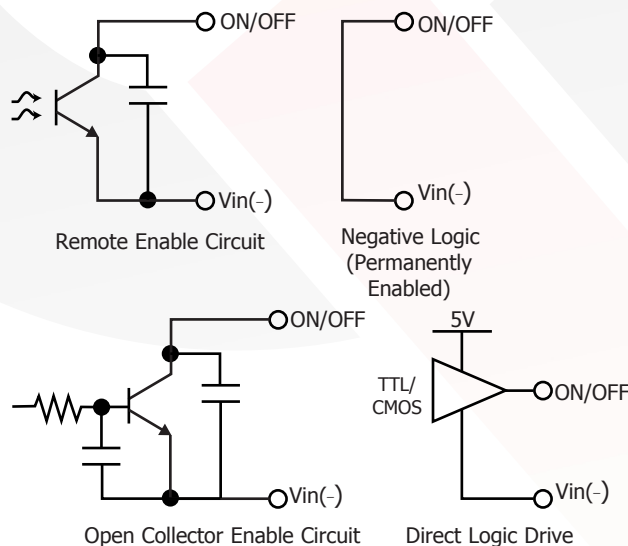 ON/OFF
Vin(-)
Remote Enable Circuit
ON/OFF
Vin(-)
Negative Logic
(Permanently
Enabled)
ON/OFF
Vin(-)
Open Collector Enable Circuit
5V
TTL/
CMOS
ON/OFF
Vin(-)
Direct Logic Drive